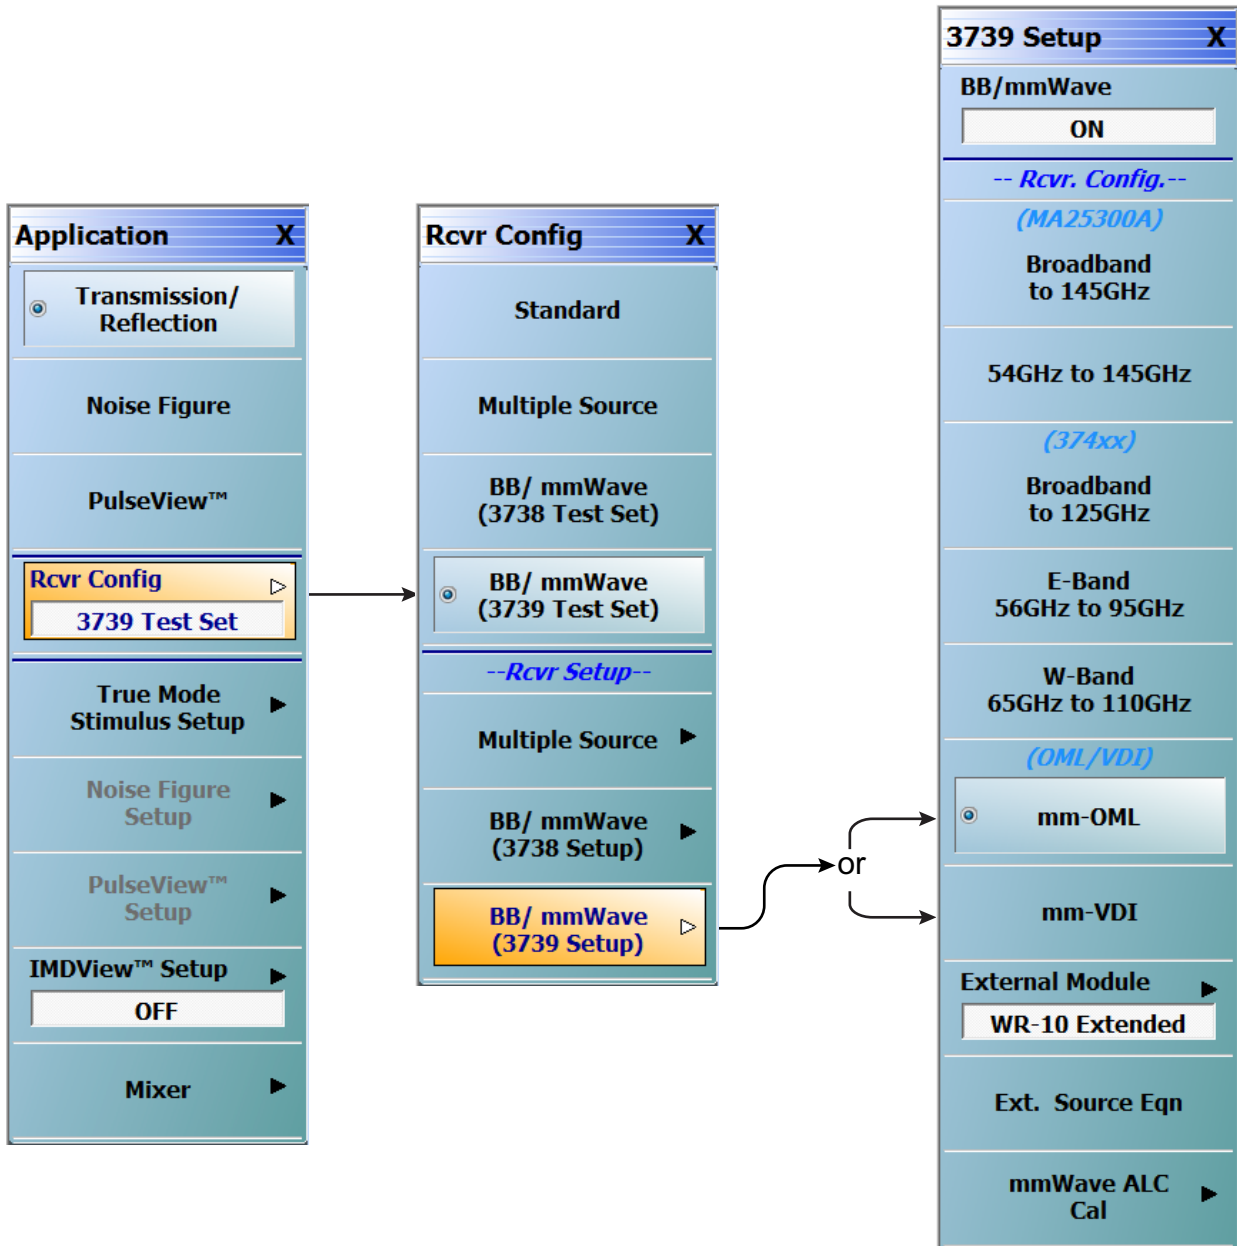 Application X
Transmission/
Reflection
Noise Figure
PulseView™
Rcvr Config
3739 Test Set
True Mode
Stimulus Setup
Noise Figure
Setup
PulseView™
Setup
IMDView™ Setup
OFF
Mixer
Rcvr Config X
Standard
Multiple Source
BB/ mmWave
(3738 Test Set)
BB/ mmWave
(3739 Test Set)
--Rcvr Setup--
Multiple Source
BB/ mmWave
(3738 Setup)
BB/ mmWave
(3739 Setup)
or
3739 Setup X
BB/mmWave
ON
-- Rcvr. Config.--
(MA25300A)
Broadband
to 145GHz
54GHz to 145GHz
(374xx)
Broadband
to 125GHz
E-Band
56GHz to 95GHz
W-Band
65GHz to 110GHz
(OML/VDI)
mm-OML
mm-VDI
External Module
WR-10 Extended
Ext. Source Eqn
mmWave ALC
Cal